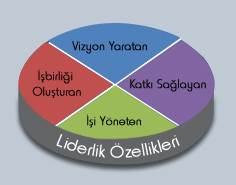 Vizyon Yaratan
İşbirliği
Oluşturan
Katkı Sağlayan
İşi Yöneten
Liderlik Özellikleri